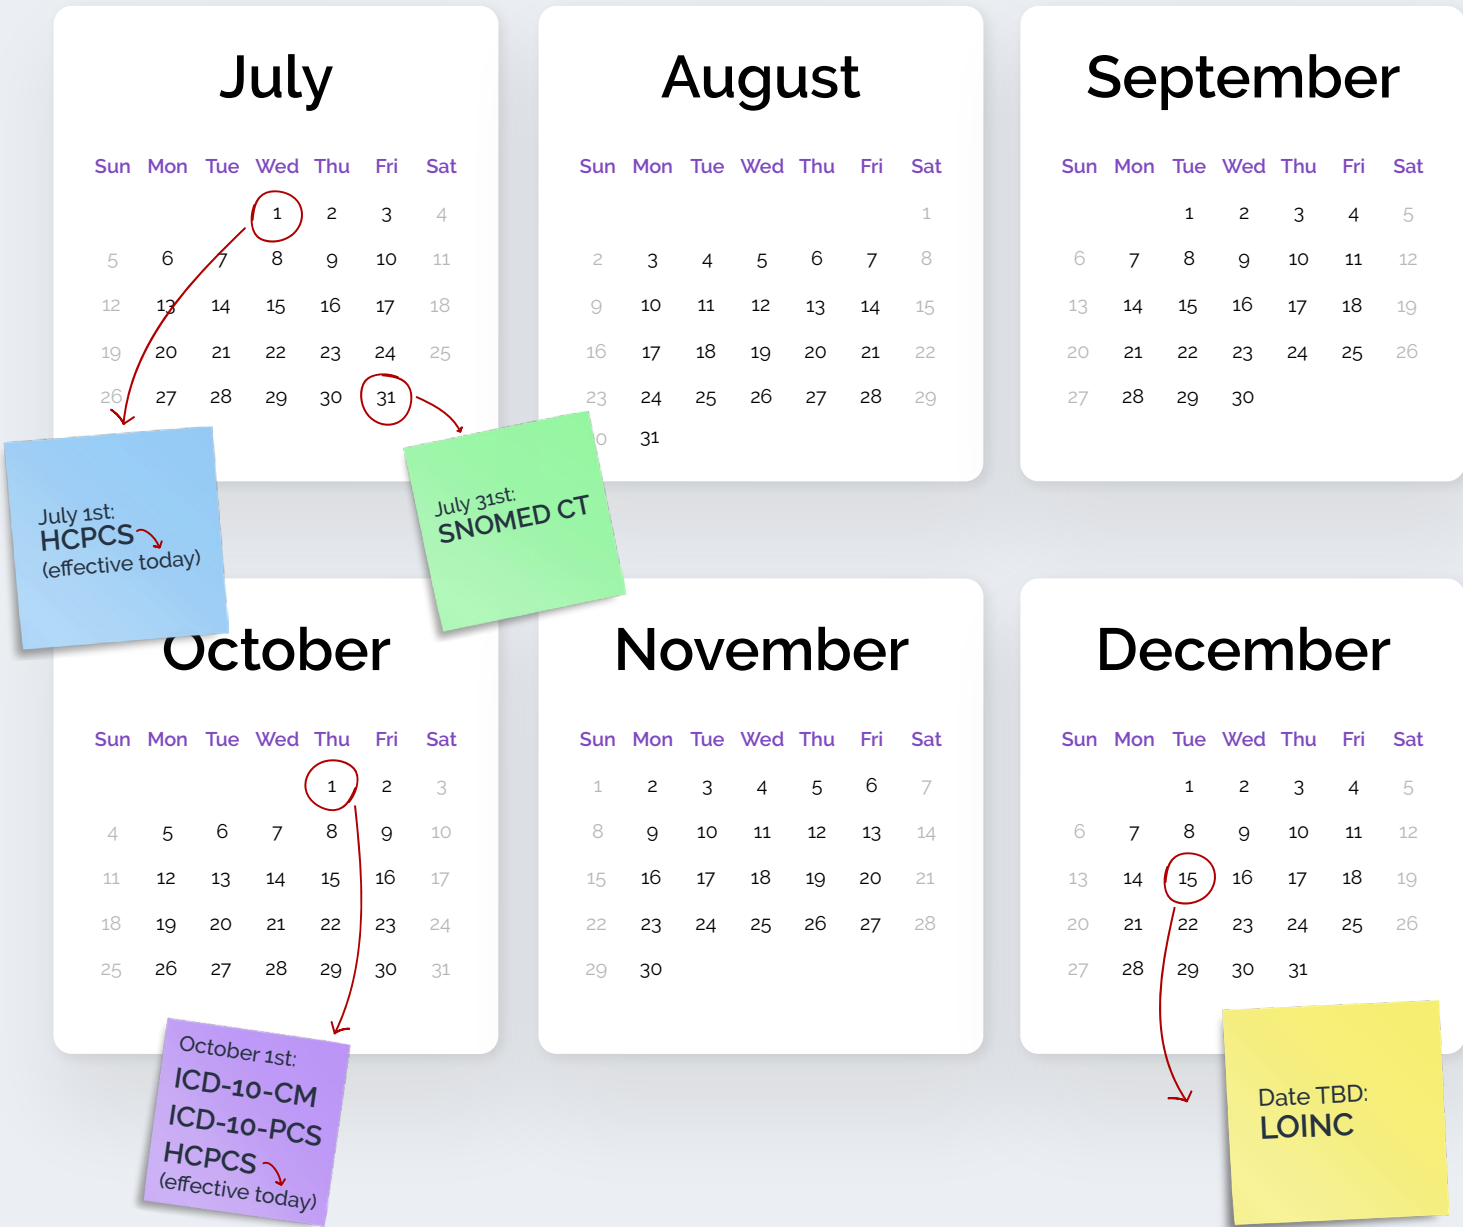 July
Sun Mon Tue Wed Thu Fri Sat
1 2 3 4
5 6 7 8 9 10 11
12 13 14 15 16 17 18
19 20 21 22 23 24 25
26 27 28 29 30 31
July 1st:
HCPCS
(effective today)
July 31st:
SNOMED CT
August
Sun Mon Tue Wed Thu Fri Sat
1
2 3 4 5 6 7 8
9 10 11 12 13 14 15
16 17 18 19 20 21 22
23 24 25 26 27 28 29
31
September
Sun Mon Tue Wed Thu Fri Sat
1 2 3 4 5
6 7 8 9 10 11 12
13 14 15 16 17 18 19
20 21 22 23 24 25 26
27 28 29 30
October
Sun Mon Tue Wed Thu Fri Sat
1 2 3
4 5 6 7 8 9 10
11 12 13 14 15 16 17
18 19 20 21 22 23 24
25 26 27 28 29 30 31
October 1st:
ICD-10-CM
ICD-10-PCS
HCPCS
(effective today)
November
Sun Mon Tue Wed Thu Fri Sat
1 2 3 4 5 6 7
8 9 10 11 12 13 14
15 16 17 18 19 20 21
22 23 24 25 26 27 28
29 30
December
Sun Mon Tue Wed Thu Fri Sat
1 2 3 4 5
6 7 8 9 10 11 12
13 14 15 16 17 18 19
20 21 22 23 24 25 26
27 28 29 30 31
Date TBD:
LOINC